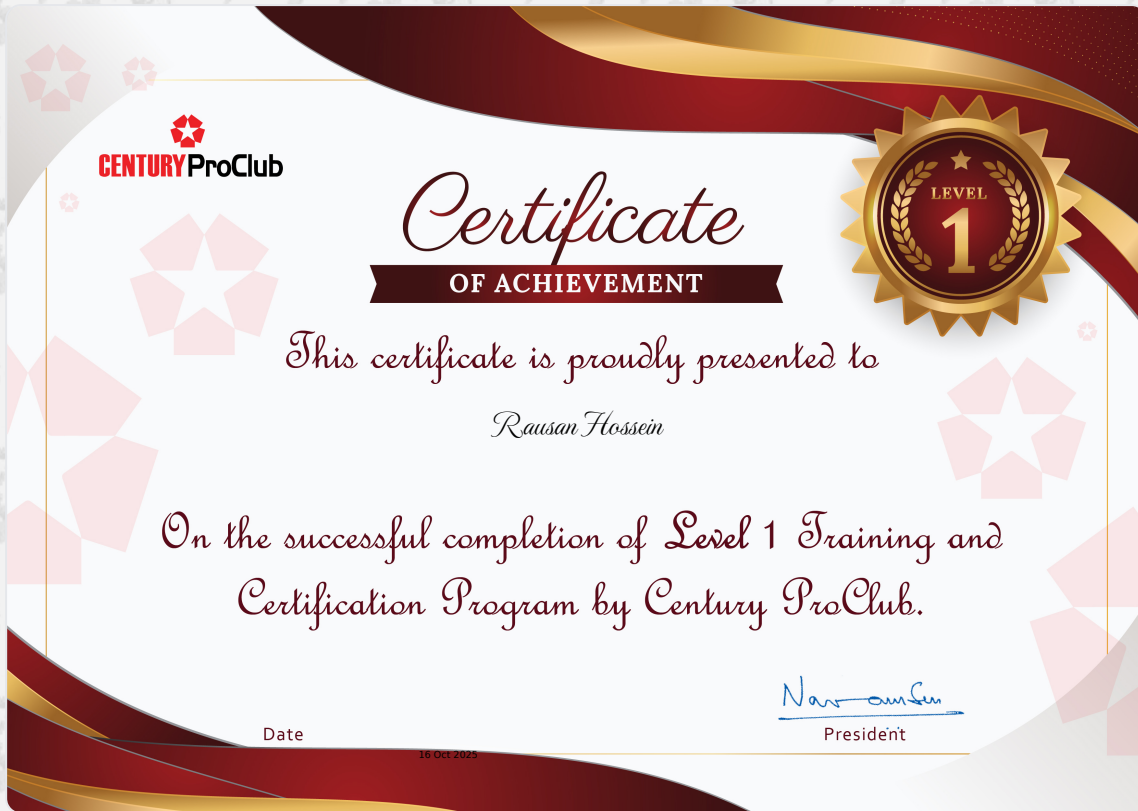 CENTURY ProClub
LEVEL
1
Certificate
OF ACHIEVEMENT
This certificate is proudly presented to
Rausan Hossein
On the successful completion of Level 1 Training and
Certification Program by Century ProClub.
Date
President
16 Oct 2025